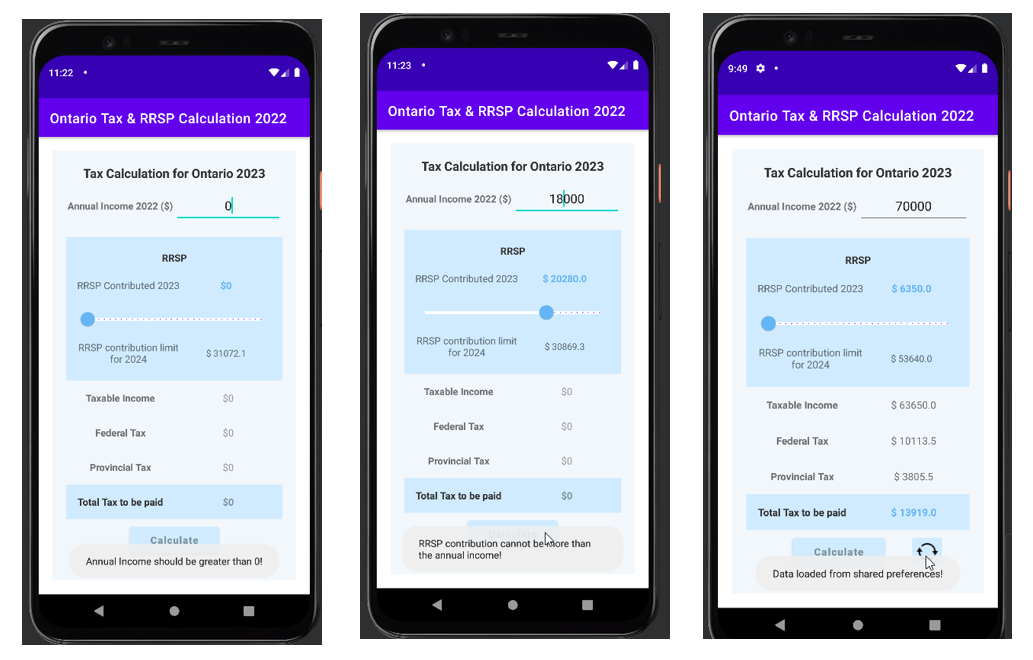 11:22
Ontario Tax & RRSP Calculation 2022
Tax Calculation for Ontario 2023
Annual Income 2022 ($) 0
RRSP
RRSP Contributed 2023 $0
RRSP contribution limit
for 2024 $ 31072.1
Taxable Income $0
Federal Tax $0
Provincial Tax $0
Total Tax to be paid $0
Calculate
Annual Income should be greater than 0!
11:23
Ontario Tax & RRSP Calculation 2022
Tax Calculation for Ontario 2023
Annual Income 2022 ($) 18000
RRSP
RRSP Contributed 2023 $ 20280.0
RRSP contribution limit
for 2024 $ 30869.3
Taxable Income $0
Federal Tax $0
Provincial Tax $0
Total Tax to be paid $0
RRSP contribution cannot be more than
the annual income!
9:49
Ontario Tax & RRSP Calculation 2022
Tax Calculation for Ontario 2023
Annual Income 2022 ($) 70000
RRSP
RRSP Contributed 2023 $ 6350.0
RRSP contribution limit
for 2024 $ 53640.0
Taxable Income $ 63650.0
Federal Tax $ 10113.5
Provincial Tax $ 3805.5
Total Tax to be paid $ 13919.0
Calculate
Data loaded from shared preferences!